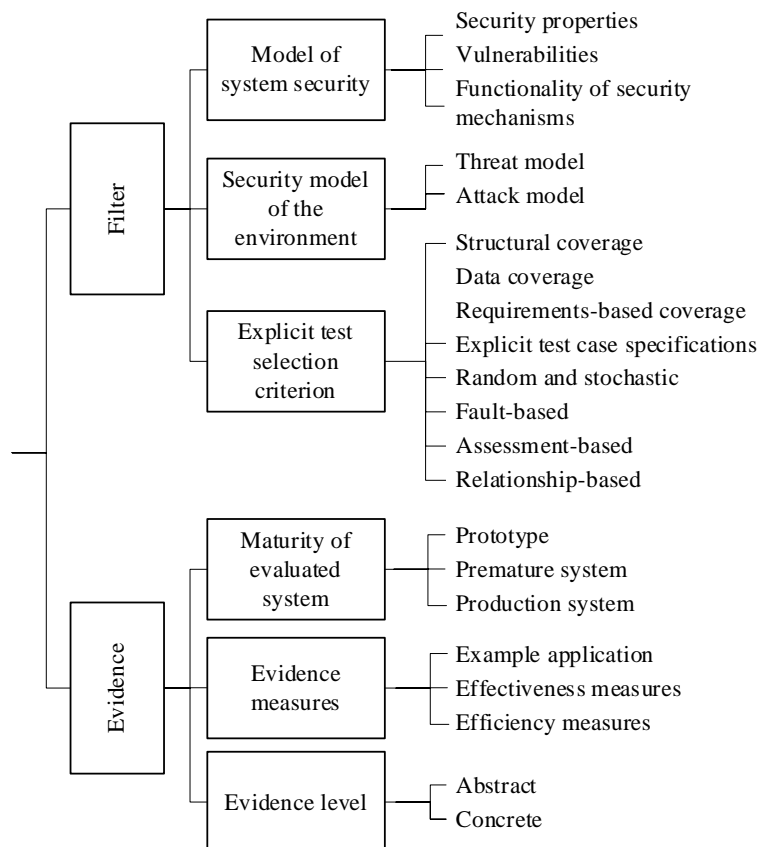 Filter
Model of
system security
Security properties
Vulnerabilities
Functionality of security
mechanisms
Security model
of the
environment
Threat model
Attack model
Explicit test
selection
criterion
Structural coverage
Data coverage
Requirements-based coverage
Explicit test case specifications
Random and stochastic
Fault-based
Assessment-based
Relationship-based
Evidence
Maturity of
evaluated
system
Prototype
Premature system
Production system
Evidence
measures
Example application
Effectiveness measures
Efficiency measures
Evidence level
Abstract
Concrete